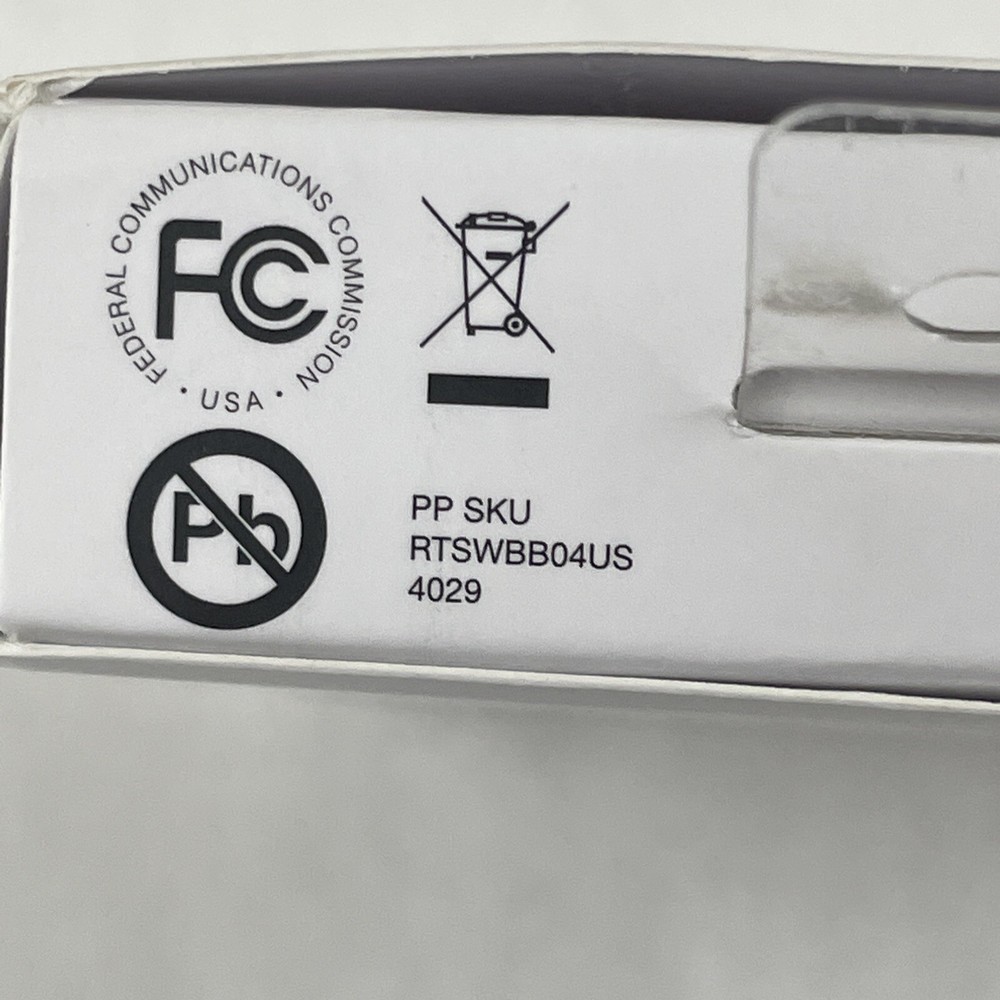 FEDERAL COMMUNICATIONS COMMISSION
FC
· USA ·
Pb
PP SKU
RTSWBB04US
4029